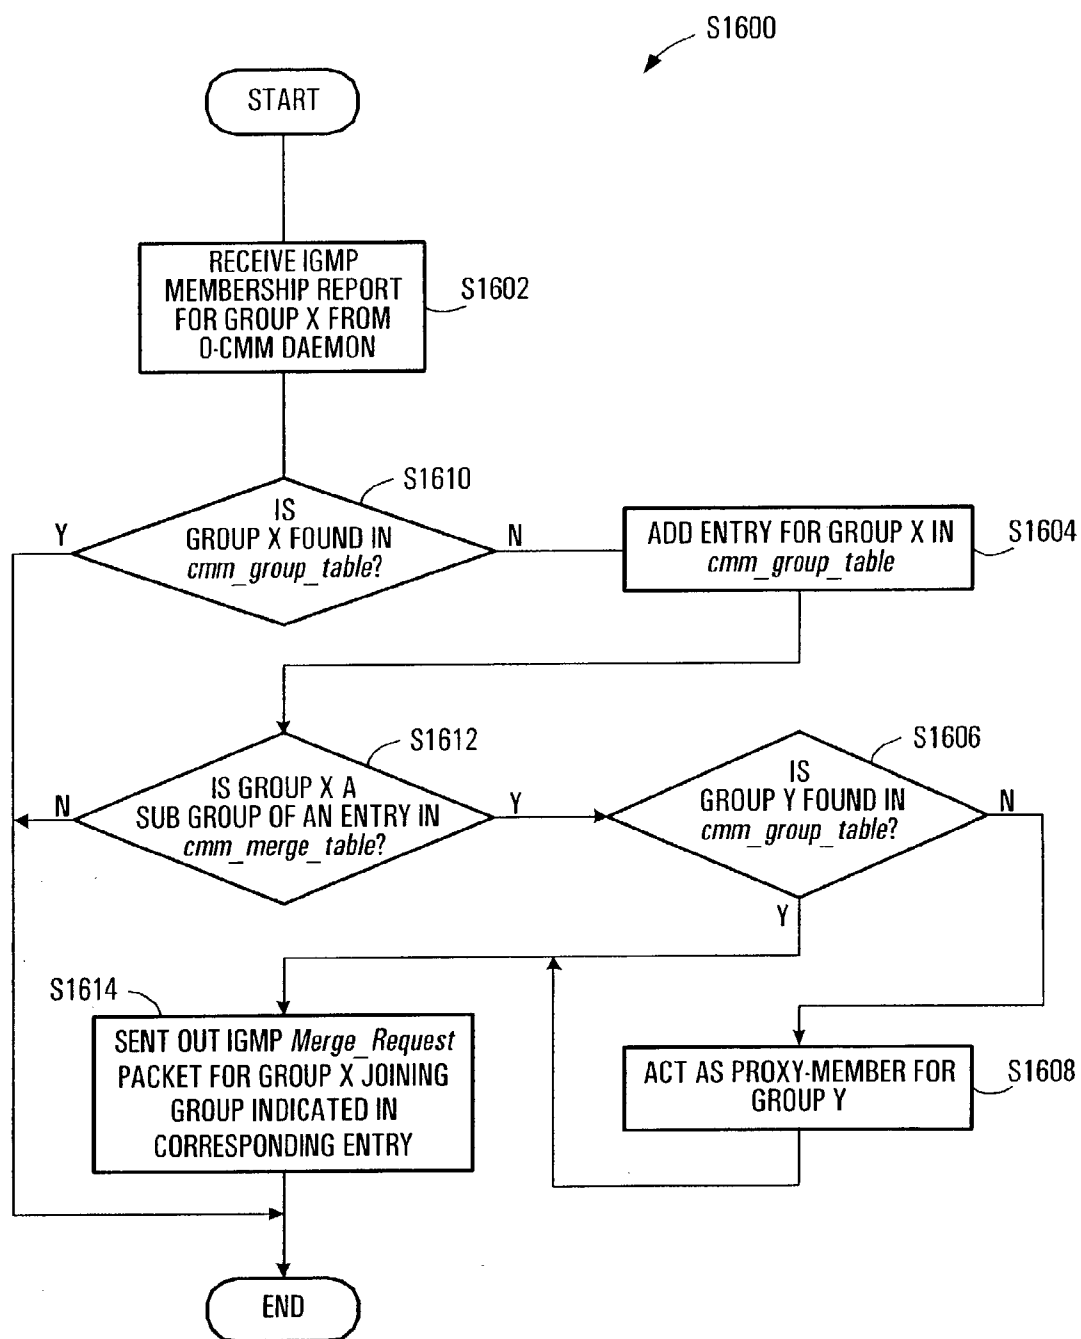 S1600
START
RECEIVE IGMP
MEMBERSHIP REPORT
FOR GROUP X FROM
O-CMM DAEMON
S1602
S1610
IS
GROUP X FOUND IN
cmm_group_table?
Y
N
ADD ENTRY FOR GROUP X IN
cmm_group_table
S1604
S1612
IS GROUP X A
SUB GROUP OF AN ENTRY IN
cmm_merge_table?
N
Y
S1606
IS
GROUP Y FOUND IN
cmm_group_table?
N
Y
S1614
SENT OUT IGMP Merge_Request
PACKET FOR GROUP X JOINING
GROUP INDICATED IN
CORRESPONDING ENTRY
ACT AS PROXY-MEMBER FOR
GROUP Y
S1608
END